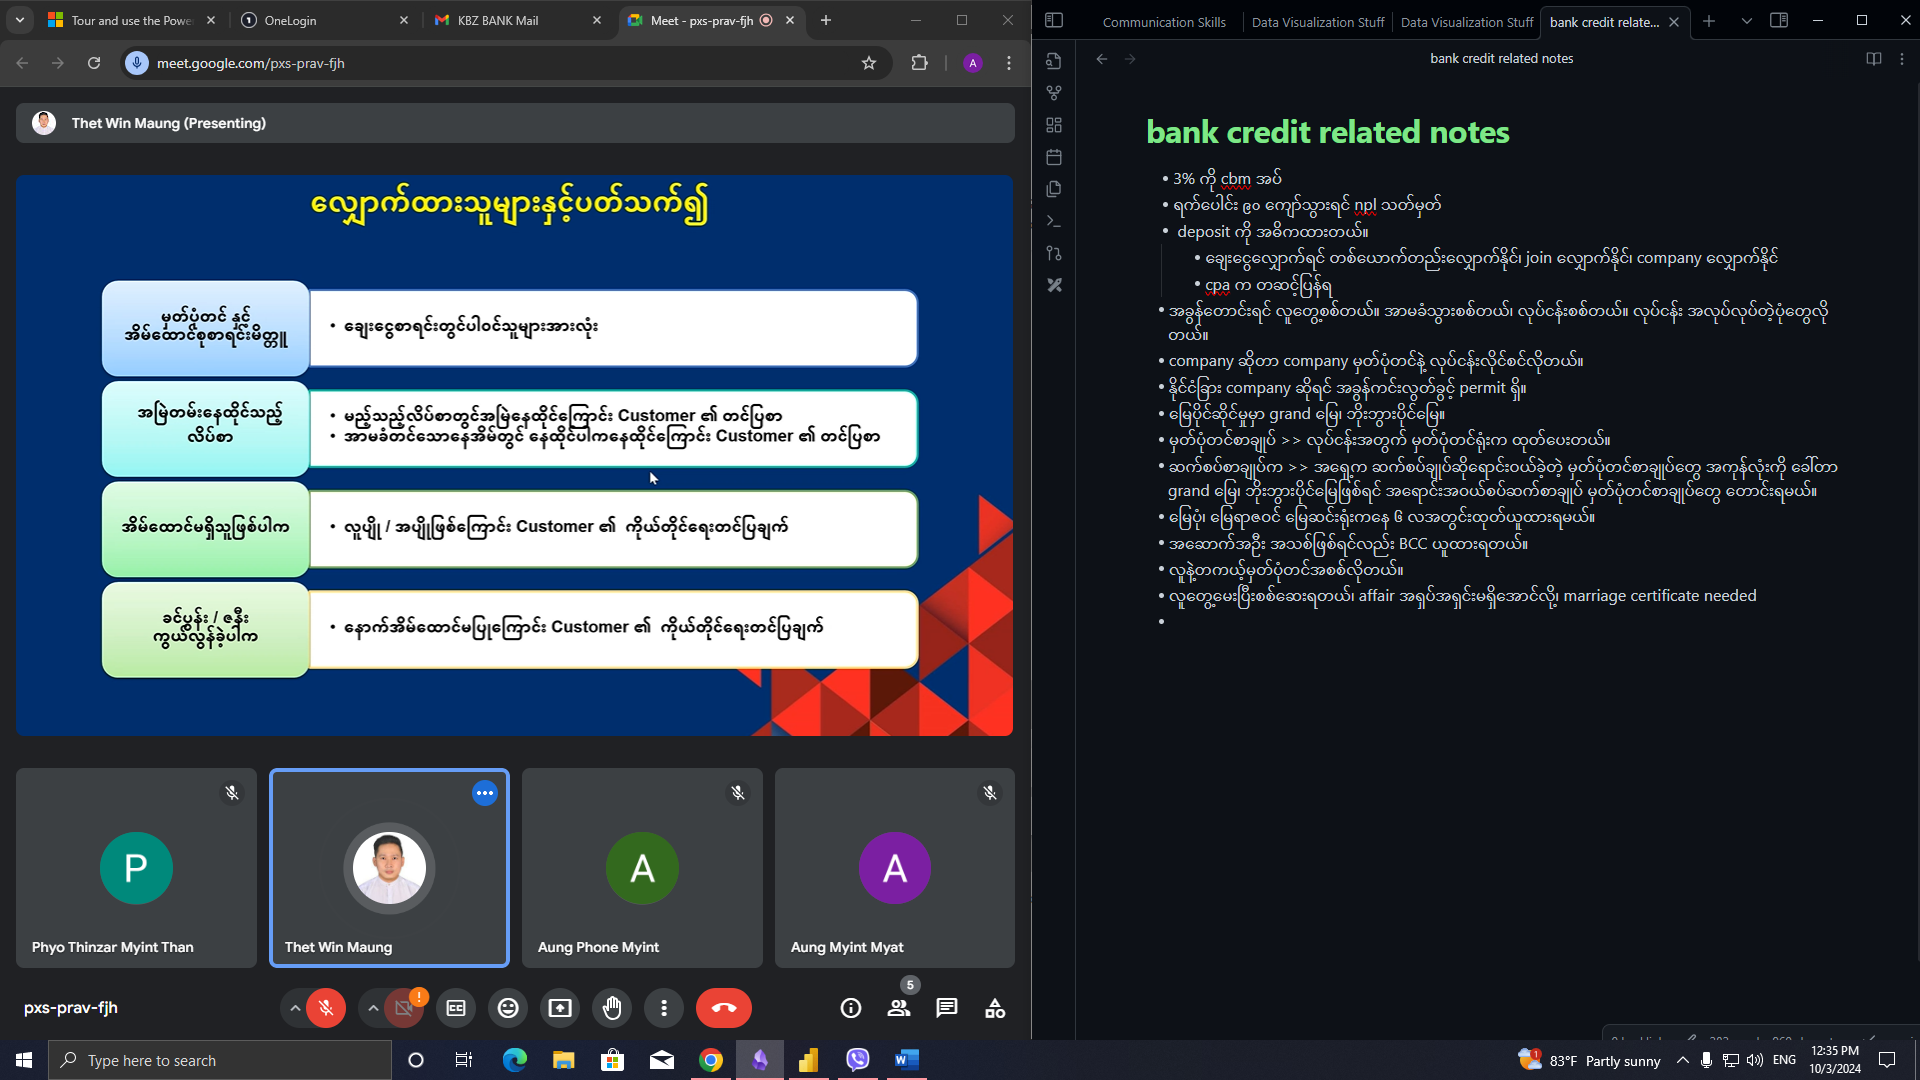 Tour and use the Powe
OneLogin
KBZ BANK Mail
Meet - pxs-prav-fjh
meet.google.com/pxs-prav-fjh
A
Thet Win Maung (Presenting)
လျှောက်ထားသူများနှင့်ပတ်သက်၍
မှတ်ပုံတင် နှင့်
အိမ်ထောင်စုစာရင်းမိတ္တူ
• ချေးငွေစာရင်းတွင်ပါဝင်သူများအားလုံး
အမြဲတမ်းနေထိုင်သည့်
လိပ်စာ
• မည်သည့်လိပ်စာတွင်အမြဲနေထိုင်ကြောင်း Customer ၏ တင်ပြစာ
• အာမခံတင်သောနေအိမ်တွင် နေထိုင်ပါကနေထိုင်ကြောင်း Customer ၏ တင်ပြစာ
အိမ်ထောင်မရှိသူဖြစ်ပါက
• လူပျို / အပျိုဖြစ်ကြောင်း Customer ၏ ကိုယ်တိုင်ရေးတင်ပြချက်
ခင်ပွန်း / ဇနီး
ကွယ်လွန်ခဲ့ပါက
• နောက်အိမ်ထောင်မပြုကြောင်း Customer ၏ ကိုယ်တိုင်ရေးတင်ပြချက်
P
Phyo Thinzar Myint Than
Thet Win Maung
A
Aung Phone Myint
A
Aung Myint Myat
pxs-prav-fjh
5
Communication Skills
Data Visualization Stuff
Data Visualization Stuff
bank credit relate...
bank credit related notes
bank credit related notes
• 3% ကို cbm အပ်
• ရက်ပေါင်း ၉၀ ကျော်သွားရင် npl သတ်မှတ်
• deposit ကို အဓိကထားတယ်။
• ချေးငွေလျှောက်ရင် တစ်ယောက်တည်းလျှောက်နိုင်၊ join လျှောက်နိုင်၊ company လျှောက်နိုင်
• cpa က တဆင့်ပြန်ရ
• အခွန်တောင်းရင် လူတွေ့စစ်တယ်။ အာမခံသွားစစ်တယ်၊ လုပ်ငန်းစစ်တယ်။ လုပ်ငန်း အလုပ်လုပ်တဲ့ပုံတွေလို
တယ်။
• company ဆိုတာ company မှတ်ပုံတင်နဲ့ လုပ်ငန်းလိုင်စင်လိုတယ်။
• နိုင်ငံခြား company ဆိုရင် အခွန်ကင်းလွတ်ခွင့် permit ရှိ။
• မြေပိုင်ဆိုင်မှုမှာ grand မြေ၊ ဘိုးဘွားပိုင်မြေ။
• မှတ်ပုံတင်စာချုပ် >> လုပ်ငန်းအတွက် မှတ်ပုံတင်ရုံးက ထုတ်ပေးတယ်။
• ဆက်စပ်စာချုပ်က >> အရှေ့က ဆက်စပ်ချုပ်ဆိုရောင်းဝယ်ခဲ့တဲ့ မှတ်ပုံတင်စာချုပ်တွေ အကုန်လုံးကို ခေါ်တာ
grand မြေ၊ ဘိုးဘွားပိုင်မြေဖြစ်ရင် အရောင်းအဝယ်စပ်ဆက်စာချုပ် မှတ်ပုံတင်စာချုပ်တွေ တောင်းရမယ်။
• မြေပုံ၊ မြေရာဇဝင် မြေဆင်းရုံးကနေ ၆ လအတွင်းထုတ်ယူထားရမယ်။
• အဆောက်အဦး အသစ်ဖြစ်ရင်လည်း BCC ယူထားရတယ်။
• လူနဲ့တကယ့်မှတ်ပုံတင်အစစ်လိုတယ်။
• လူတွေ့မေးပြီးစစ်ဆေးရတယ်၊ affair အရှုပ်အရှင်းမရှိအောင်လို့၊ marriage certificate needed
•
Type here to search
83°F Partly sunny
ENG
12:35 PM
10/3/2024